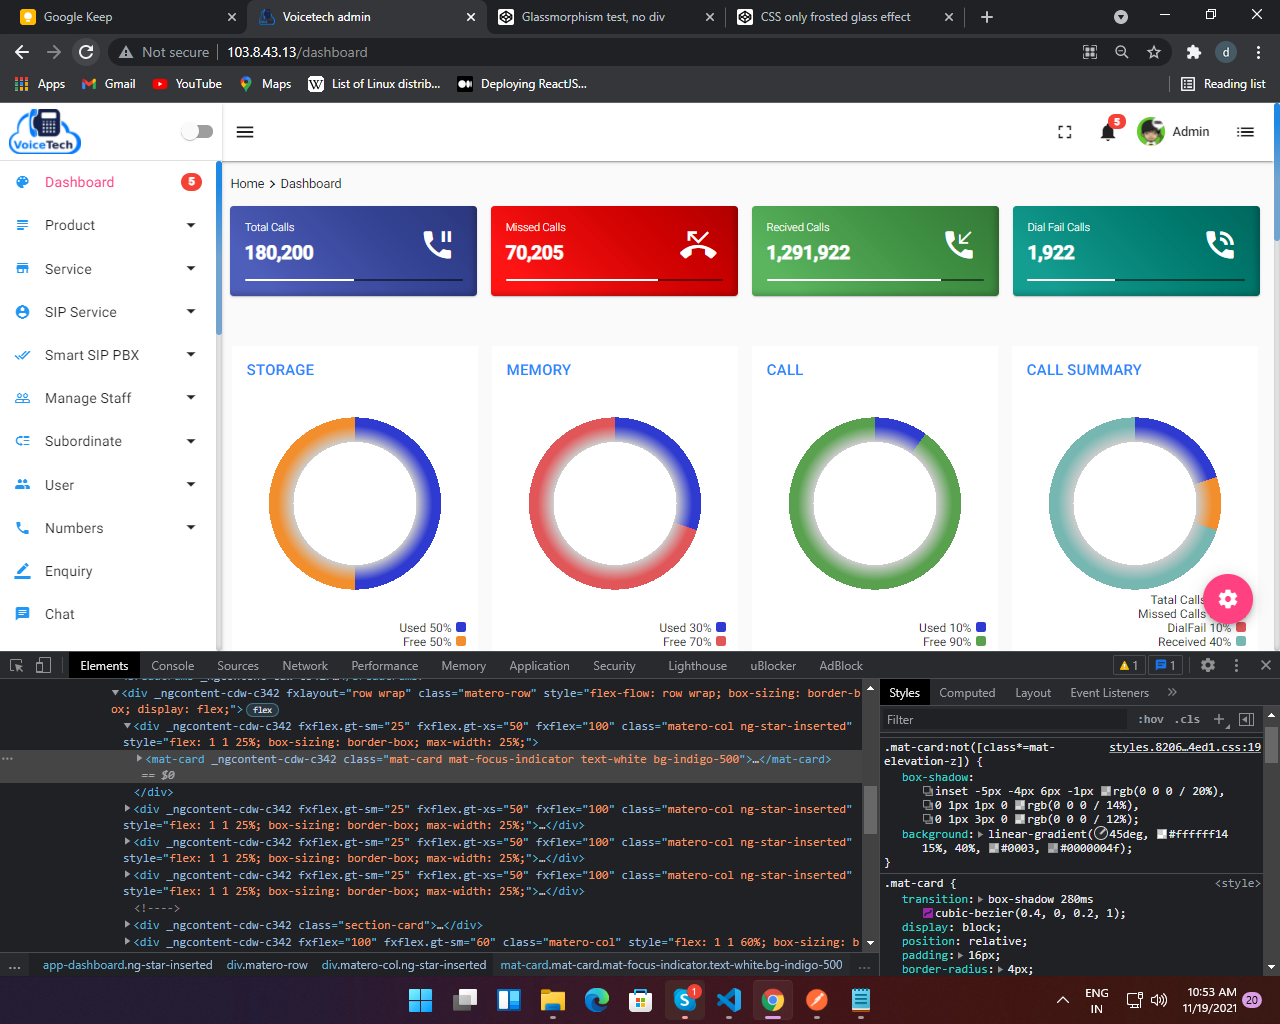 Google Keep
Voicetech admin
Glassmorphism test, no div
CSS only frosted glass effect
Not secure
103.8.43.13/dashboard
d
Apps
Gmail
YouTube
Maps
W
List of Linux distrib...
Deploying ReactJS...
Reading list
VoiceTech
5
Admin
Dashboard
5
Product
Service
SIP Service
Smart SIP PBX
Manage Staff
Subordinate
User
Numbers
Enquiry
Chat
Home > Dashboard
Total Calls
180,200
Missed Calls
70,205
Recived Calls
1,291,922
Dial Fail Calls
1,922
STORAGE
Used 50%
Free 50%
MEMORY
Used 30%
Free 70%
CALL
Used 10%
Free 90%
CALL SUMMARY
Tatal Calls
Missed Calls
DialFail 10%
Received 40%
Elements
Console
Sources
Network
Performance
Memory
Application
Security
Lighthouse
uBlocker
AdBlock
1
1
<div _ngcontent-cdw-c342 fxlayout="row wrap" class="matero-row" style="flex-flow: row wrap; box-sizing: border-b
ox; display: flex;"> flex
<div _ngcontent-cdw-c342 fxflex.gt-sm="25" fxflex.gt-xs="50" fxflex="100" class="matero-col ng-star-inserted"
style="flex: 1 1 25%; box-sizing: border-box; max-width: 25%;">
<mat-card _ngcontent-cdw-c342 class="mat-card mat-focus-indicator text-white bg-indigo-500">…</mat-card>
== $0
</div>
<div _ngcontent-cdw-c342 fxflex.gt-sm="25" fxflex.gt-xs="50" fxflex="100" class="matero-col ng-star-inserted"
style="flex: 1 1 25%; box-sizing: border-box; max-width: 25%;">…</div>
<div _ngcontent-cdw-c342 fxflex.gt-sm="25" fxflex.gt-xs="50" fxflex="100" class="matero-col ng-star-inserted"
style="flex: 1 1 25%; box-sizing: border-box; max-width: 25%;">…</div>
<div _ngcontent-cdw-c342 fxflex.gt-sm="25" fxflex.gt-xs="50" fxflex="100" class="matero-col ng-star-inserted"
style="flex: 1 1 25%; box-sizing: border-box; max-width: 25%;">…</div>
<!---->
<div _ngcontent-cdw-c342 class="section-card">…</div>
<div _ngcontent-cdw-c342 fxflex="100" fxflex.gt-sm="60" class="matero-col" style="flex: 1 1 60%; box-sizing: b
... app-dashboard.ng-star-inserted div.matero-row div.matero-col.ng-star-inserted mat-card.mat-card.mat-focus-indicator.text-white.bg-indigo-500 ...
Styles
Computed
Layout
Event Listeners
»
Filter
:hov .cls +
.mat-card:not([class*=mat-
elevation-z]) {
styles.8206…4ed1.css:19
box-shadow:
inset -5px -4px 6px -1px rgb(0 0 0 / 20%),
0 1px 1px 0 rgb(0 0 0 / 14%),
0 1px 3px 0 rgb(0 0 0 / 12%);
background: linear-gradient(45deg, #ffffff14
15%, 40%, #0003, #0000004f);
}
.mat-card {
<style>
transition: box-shadow 280ms
cubic-bezier(0.4, 0, 0.2, 1);
display: block;
position: relative;
padding: 16px;
border-radius: 4px;
S
1
ENG
IN
10:53 AM
11/19/2021
20